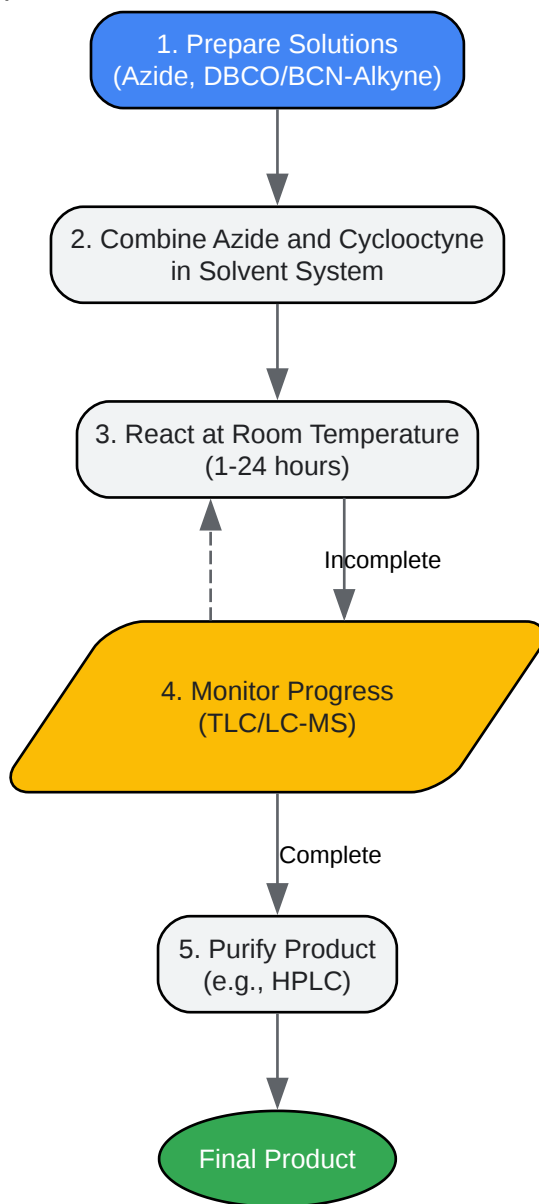 1. Prepare Solutions
(Azide, DBCO/BCN-Alkyne)
2. Combine Azide and Cyclooctyne
in Solvent System
3. React at Room Temperature
(1-24 hours)
Incomplete
4. Monitor Progress
(TLC/LC-MS)
Complete
5. Purify Product
(e.g., HPLC)
Final Product